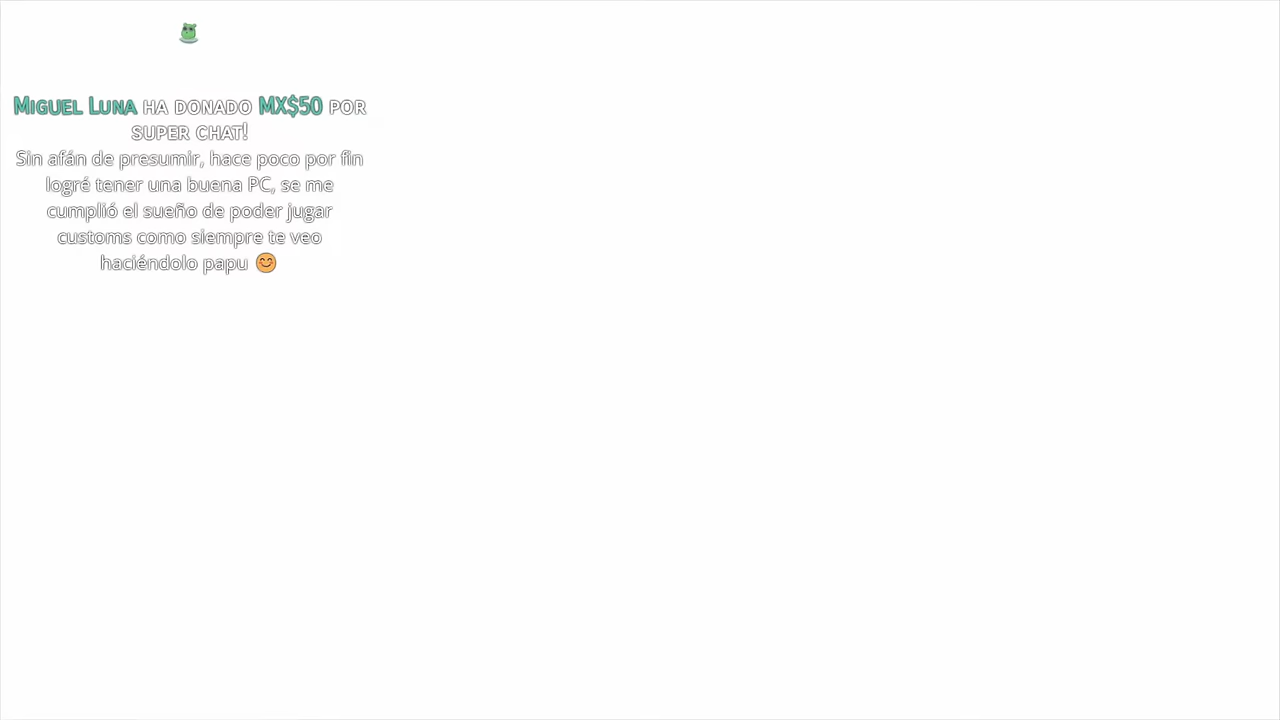 Miguel Luna ha donado MX$50 por
super chat!
Sin afán de presumir, hace poco por fin
logré tener una buena PC, se me
cumplió el sueño de poder jugar
customs como siempre te veo
haciéndolo papu 😊